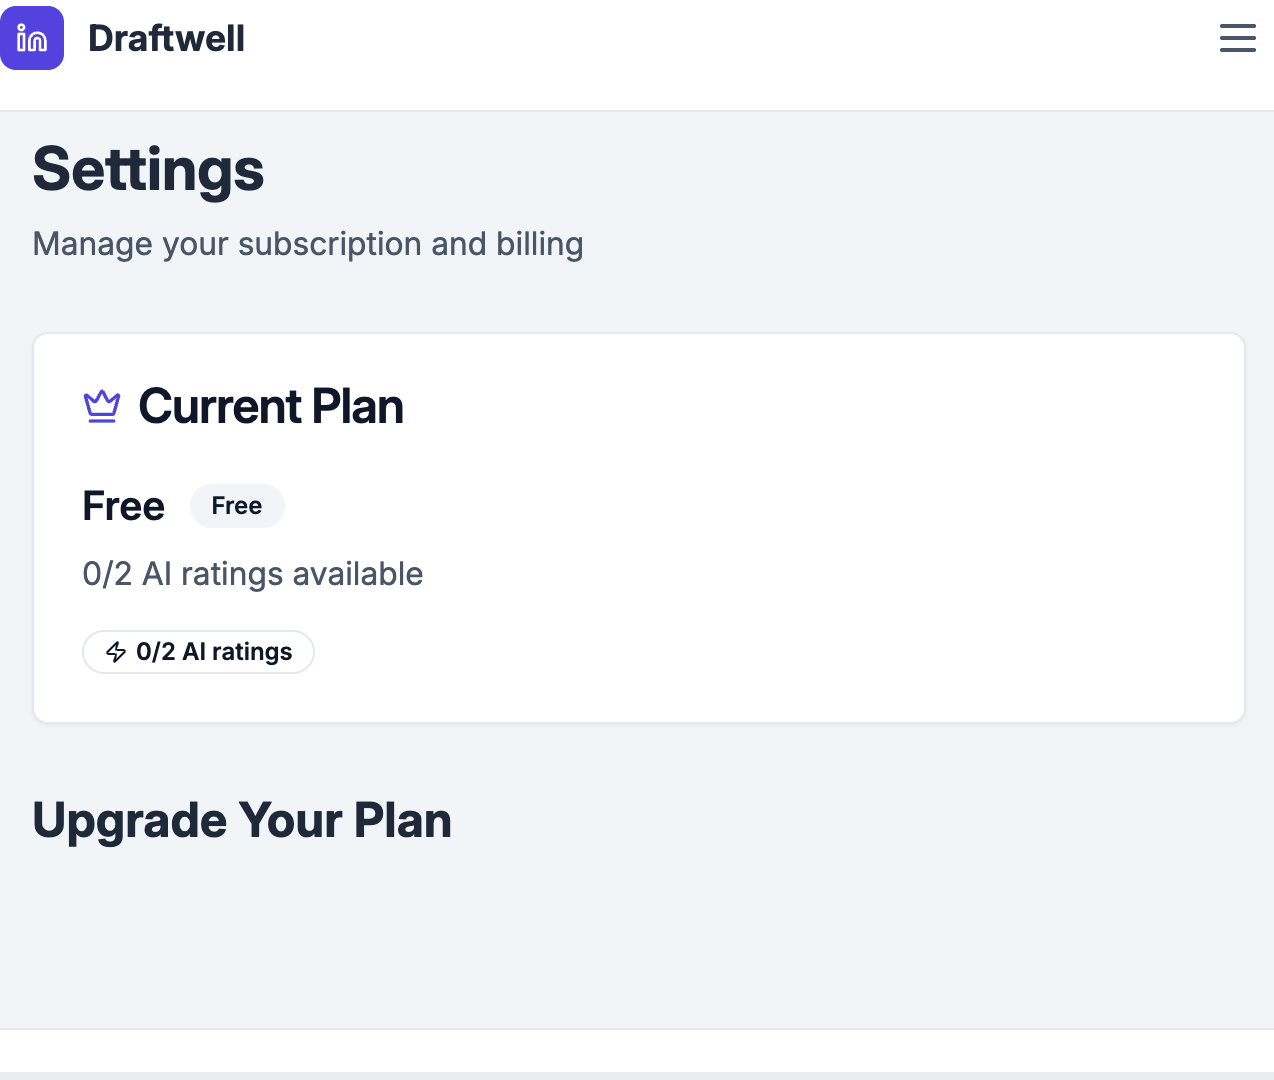 in
Draftwell
Settings
Manage your subscription and billing
Current Plan
Free Free
0/2 AI ratings available
0/2 AI ratings
Upgrade Your Plan